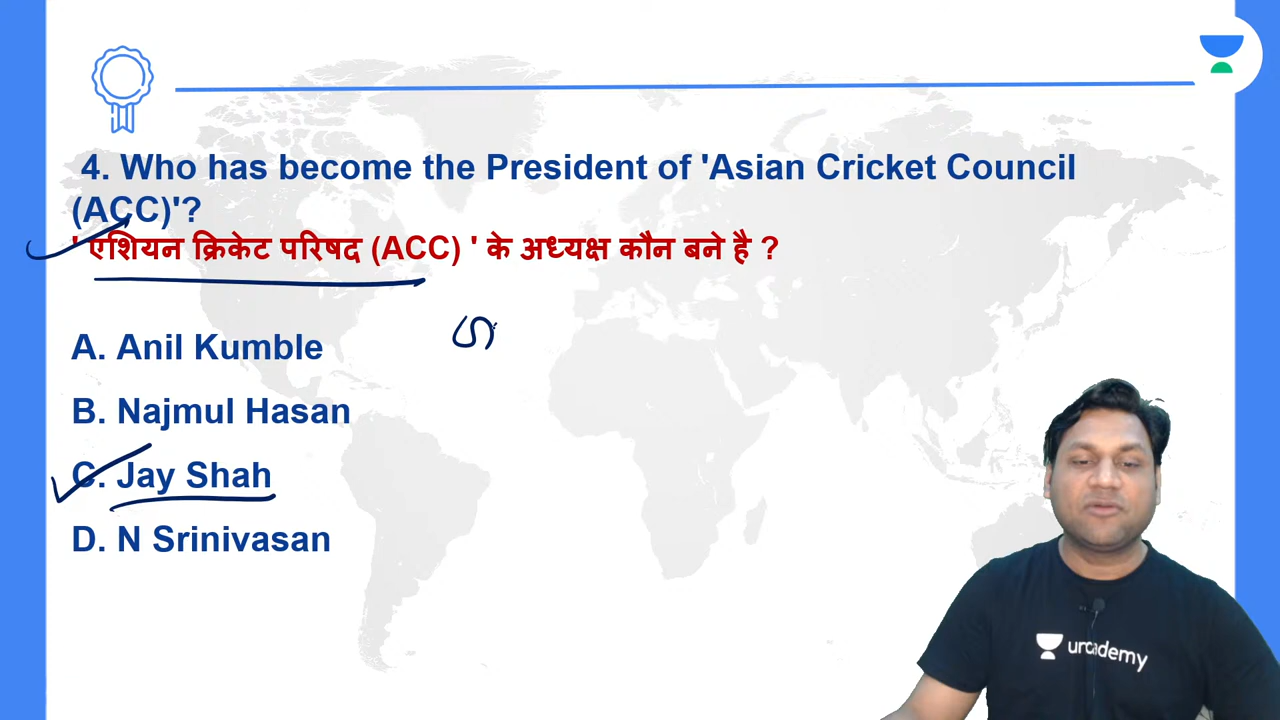 4. Who has become the President of 'Asian Cricket Council
(ACC)'?
' एशियन क्रिकेट परिषद (ACC) ' के अध्यक्ष कौन बने है ?
A. Anil Kumble
B. Najmul Hasan
C. Jay Shah
D. N Srinivasan